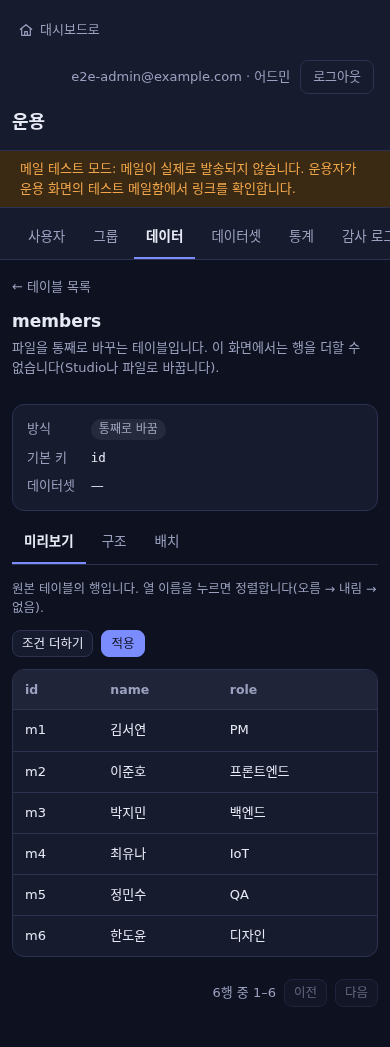 대시보드로
e2e-admin@example.com · 어드민 로그아웃
운용
메일 테스트 모드: 메일이 실제로 발송되지 않습니다. 운용자가
운용 화면의 테스트 메일함에서 링크를 확인합니다.
사용자 그룹 데이터 데이터셋 통계 감사 로그
← 테이블 목록
members
파일을 통째로 바꾸는 테이블입니다. 이 화면에서는 행을 더할 수
없습니다(Studio나 파일로 바꿉니다).
방식 통째로 바꿈
기본 키 id
데이터셋 —
미리보기 구조 배치
원본 테이블의 행입니다. 열 이름을 누르면 정렬합니다(오름 → 내림 →
없음).
조건 더하기 적용
id name role
m1 김서연 PM
m2 이준호 프론트엔드
m3 박지민 백엔드
m4 최유나 IoT
m5 정민수 QA
m6 한도윤 디자인
6행 중 1–6 이전 다음